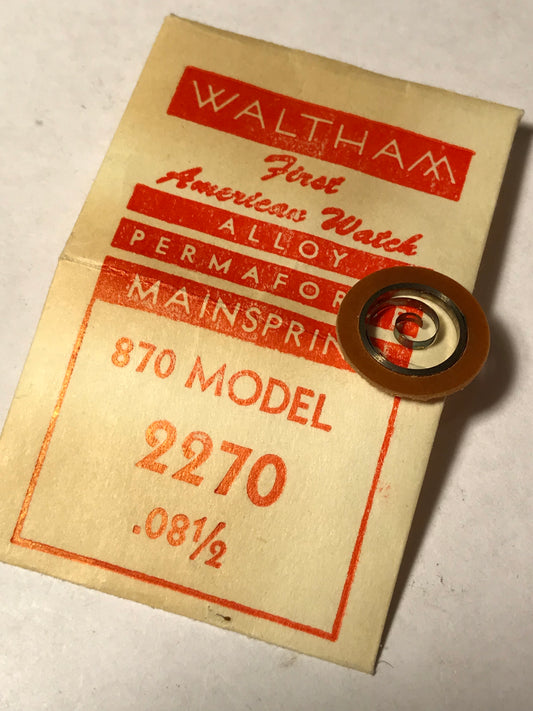 WALTHAM
First
American Watch
ALLOY
PERMAFOR
MAINSPRIN
870 MODEL
2270
.08½